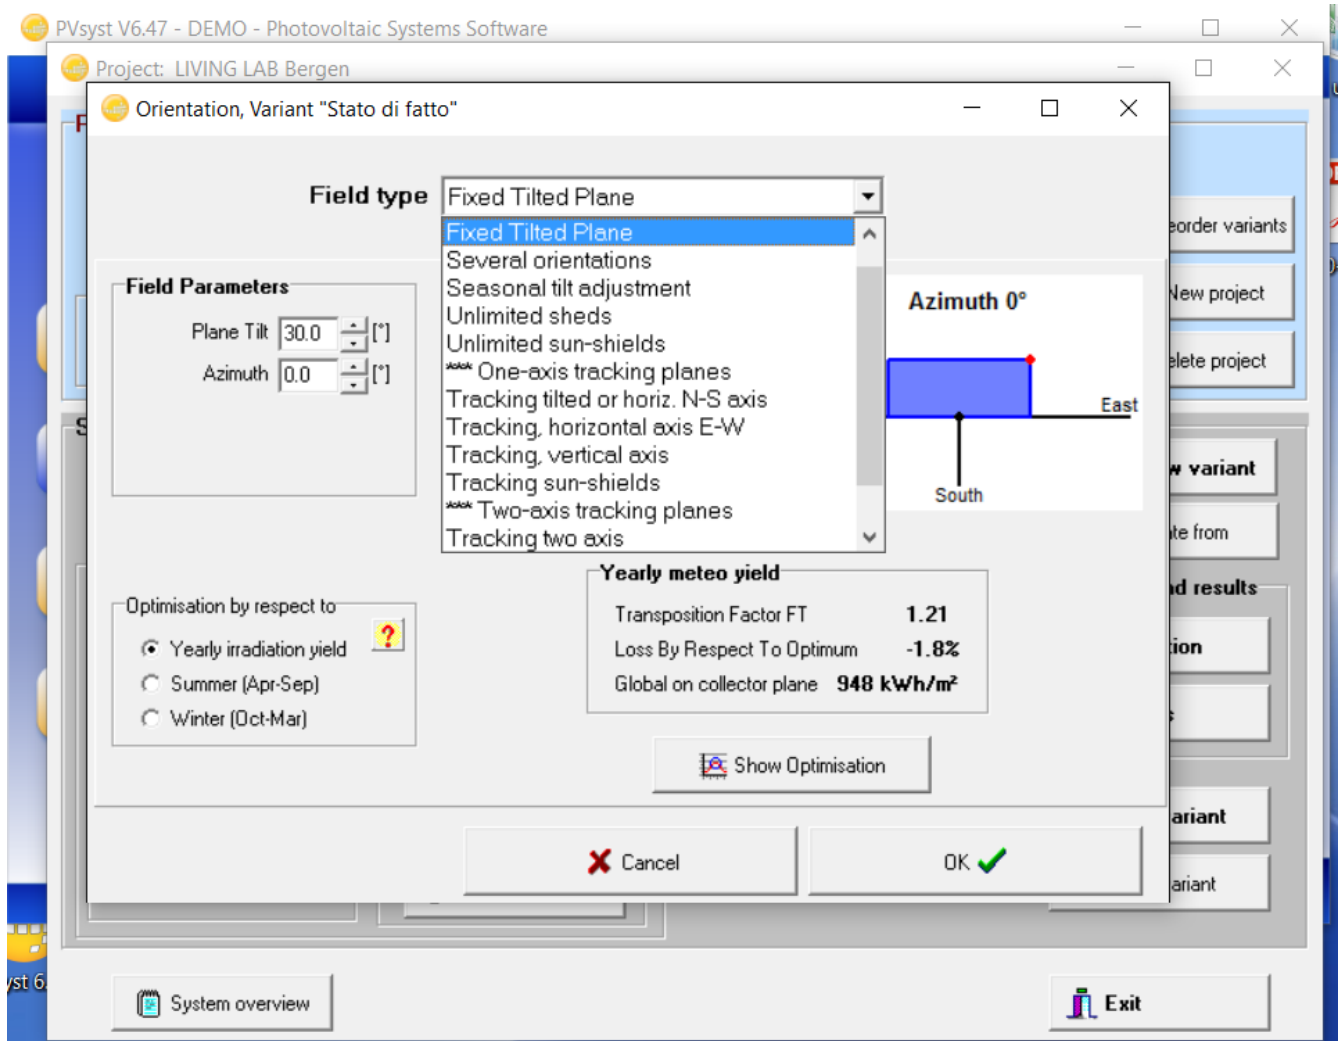 PVsyst V6.47 - DEMO - Photovoltaic Systems Software
Project: LIVING LAB Bergen
Orientation, Variant "Stato di fatto"
Field type Fixed Tilted Plane
Fixed Tilted Plane
Several orientations
Seasonal tilt adjustment
Unlimited sheds
Unlimited sun-shields
*** One-axis tracking planes
Tracking tilted or horiz. N-S axis
Tracking, horizontal axis E-W
Tracking, vertical axis
Tracking sun-shields
*** Two-axis tracking planes
Tracking two axis
Field Parameters
Plane Tilt 30.0 [°]
Azimuth 0.0 [°]
Azimuth 0°
East
South
Optimisation by respect to
Yearly irradiation yield
Summer (Apr-Sep)
Winter (Oct-Mar)
?
Yearly meteo yield
Transposition Factor FT 1.21
Loss By Respect To Optimum -1.8%
Global on collector plane 948 kWh/m²
Show Optimisation
Cancel
OK
eorder variants
New project
elete project
w variant
te from
nd results
tion
ariant
ariant
yst 6.
System overview
Exit